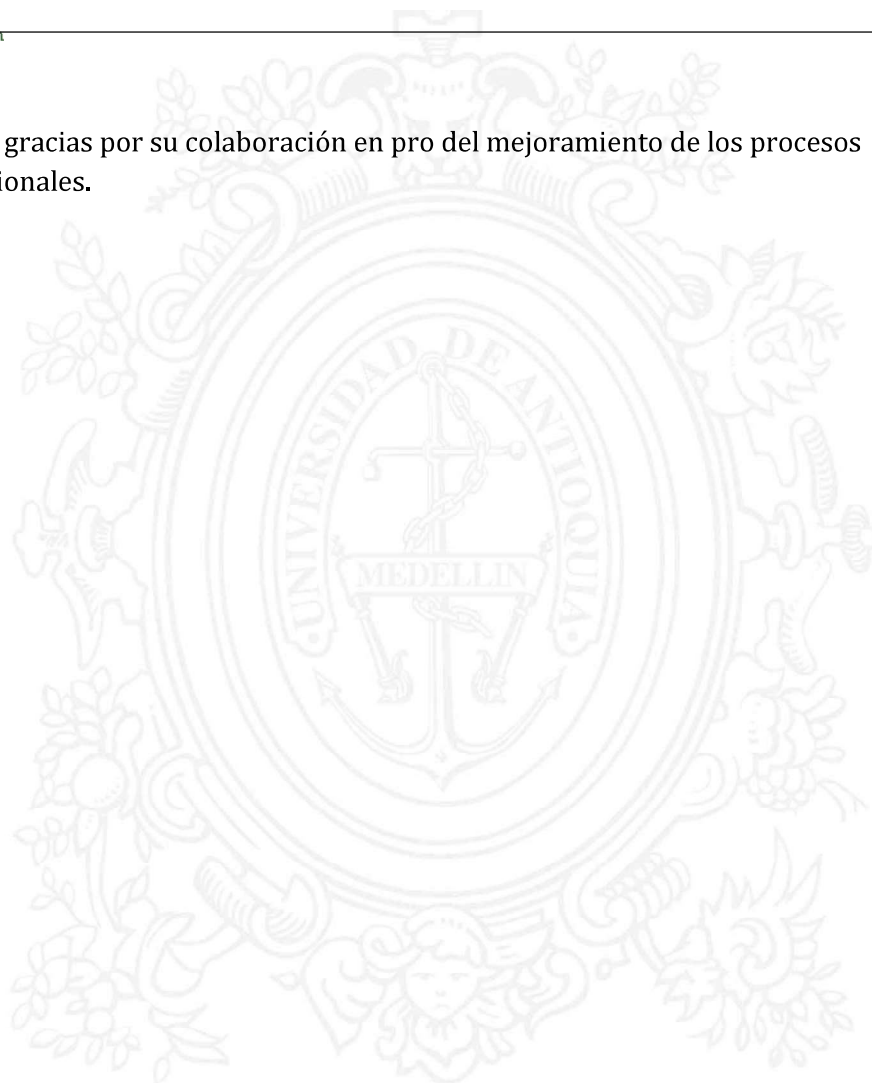 gracias por su colaboración en pro del mejoramiento de los procesos
ionales.
UNIVERSIDAD DE ANTIOQUIA
MEDELLIN